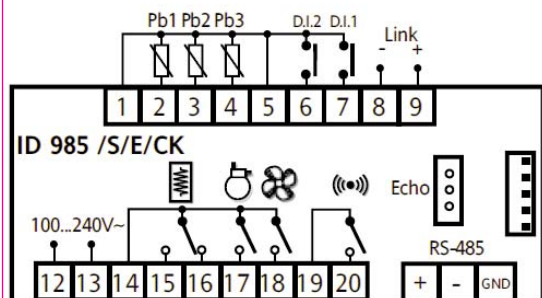 Pb1 Pb2 Pb3 D.I.2 D.I.1 Link
- +
1 2 3 4 5 6 7 8 9
ID 985 /S/E/CK
Echo
100...240V~
RS-485
12 13 14 15 16 17 18 19 20 + - GND